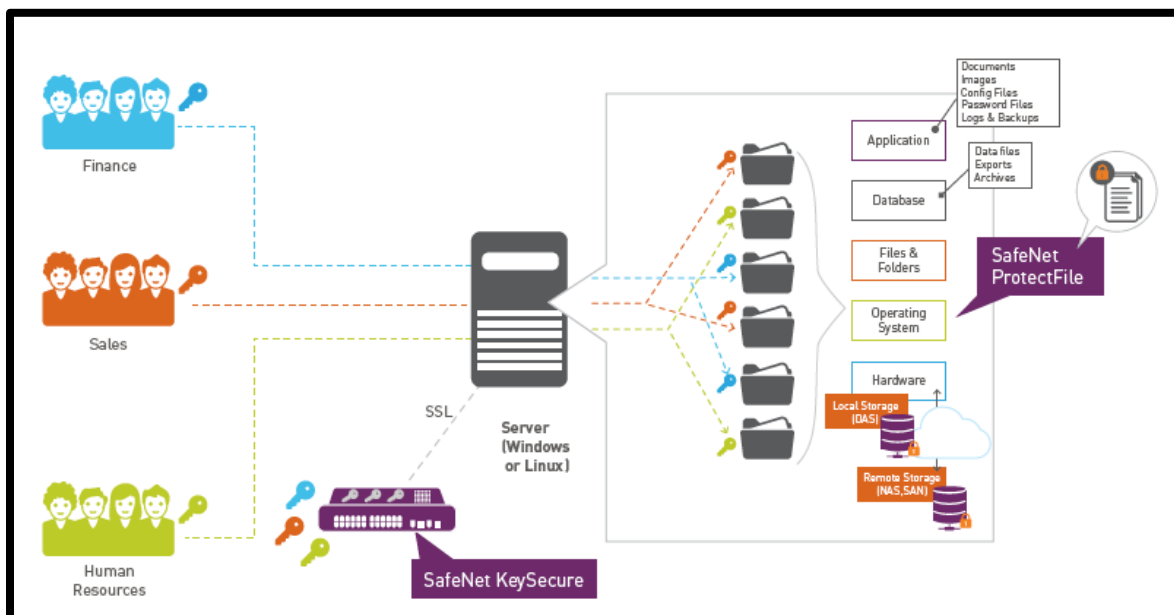 Finance
Sales
Human
Resources
SSL
Server
(Windows
or Linux)
SafeNet KeySecure
Documents
Images
Config Files
Password Files
Logs & Backups
Application
Data files
Exports
Archives
Database
Files &
Folders
SafeNet
ProtectFile
Operating
System
Hardware
Local Storage
(DAS)
Remote Storage
(NAS,SAN)